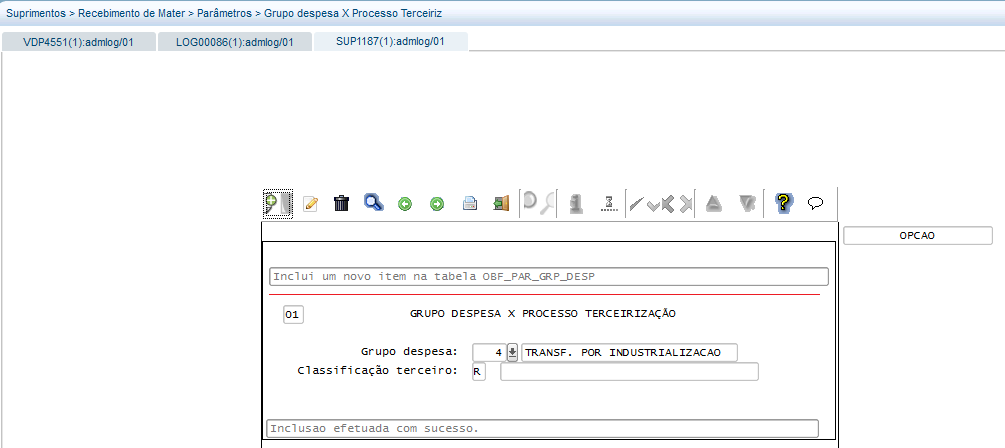 Suprimentos > Recebimento de Mater > Parâmetros > Grupo despesa X Processo Terceiriz
VDP4551(1):admlog/01 LOG00086(1):admlog/01 SUP1187(1):admlog/01
OPCAO
Inclui um novo item na tabela OBF_PAR_GRP_DESP
01 GRUPO DESPESA X PROCESSO TERCEIRIZAÇÃO
Grupo despesa: 4 TRANSF. POR INDUSTRIALIZACAO
Classificação terceiro: R
Inclusao efetuada com sucesso.